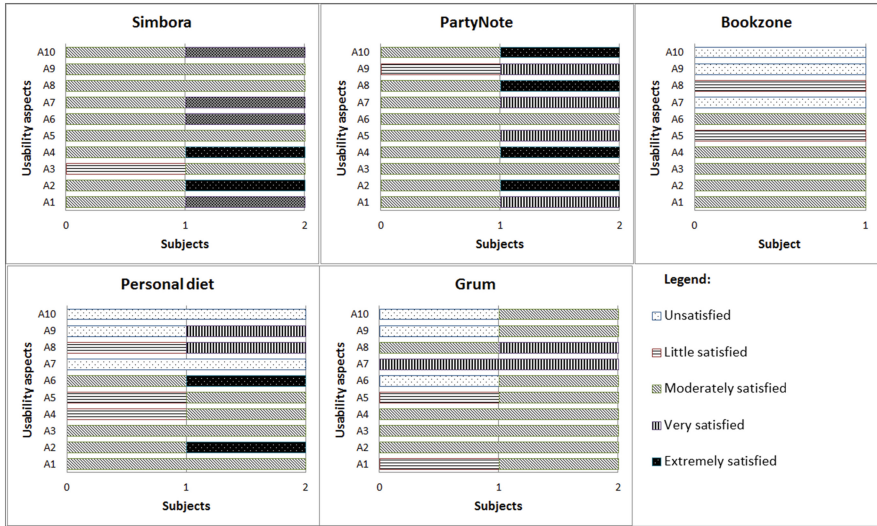 Simbora
Usability aspects
A10
A9
A8
A7
A6
A5
A4
A3
A2
A1
0 1 2
Subjects
PartyNote
Usability aspects
A10
A9
A8
A7
A6
A5
A4
A3
A2
A1
0 1 2
Subjects
Bookzone
Usability aspects
A10
A9
A8
A7
A6
A5
A4
A3
A2
A1
0 1
Subject
Personal diet
Usability aspects
A10
A9
A8
A7
A6
A5
A4
A3
A2
A1
0 1 2
Subjects
Grum
Usability aspects
A10
A9
A8
A7
A6
A5
A4
A3
A2
A1
0 1 2
Subjects
Legend:
Unsatisfied
Little satisfied
Moderately satisfied
Very satisfied
Extremely satisfied